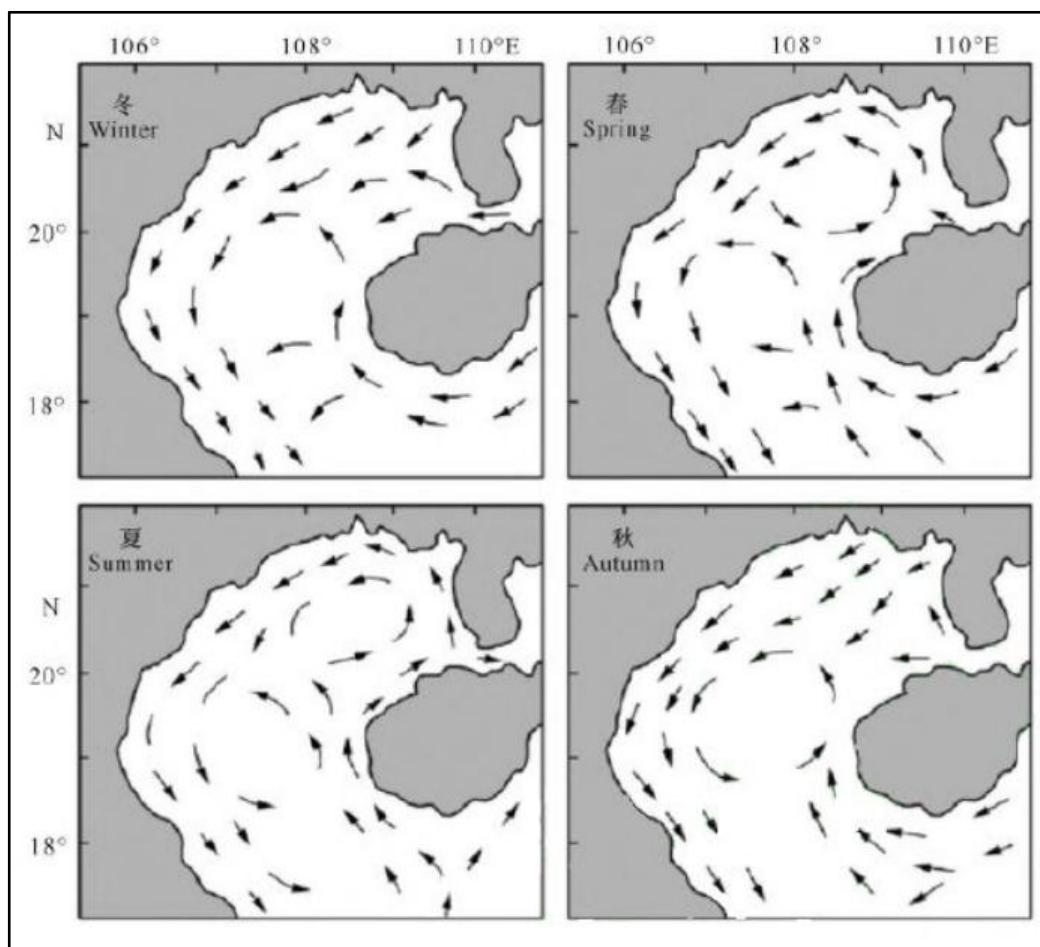 106° 108° 110°E
106° 108° 110°E
冬
Winter
春
Spring
N
20°
18°
夏
Summer
秋
Autumn
N
20°
18°